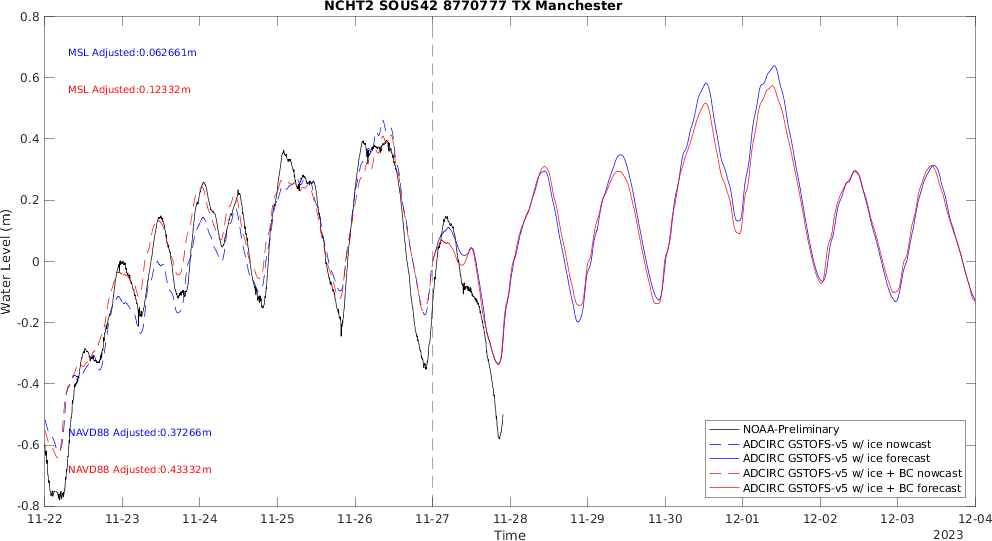 NCHT2 SOUS42 8770777 TX Manchester
MSL Adjusted:0.062661m
MSL Adjusted:0.12332m
NAVD88 Adjusted:0.37266m
NAVD88 Adjusted:0.43332m
Water Level (m)
0.8
0.6
0.4
0.2
0
-0.2
-0.4
-0.6
-0.8
NOAA-Preliminary
ADCIRC GSTOFS-v5 w/ ice nowcast
ADCIRC GSTOFS-v5 w/ ice forecast
ADCIRC GSTOFS-v5 w/ ice + BC nowcast
ADCIRC GSTOFS-v5 w/ ice + BC forecast
11-22 11-23 11-24 11-25 11-26 11-27 11-28 11-29 11-30 12-01 12-02 12-03 12-04
Time
2023